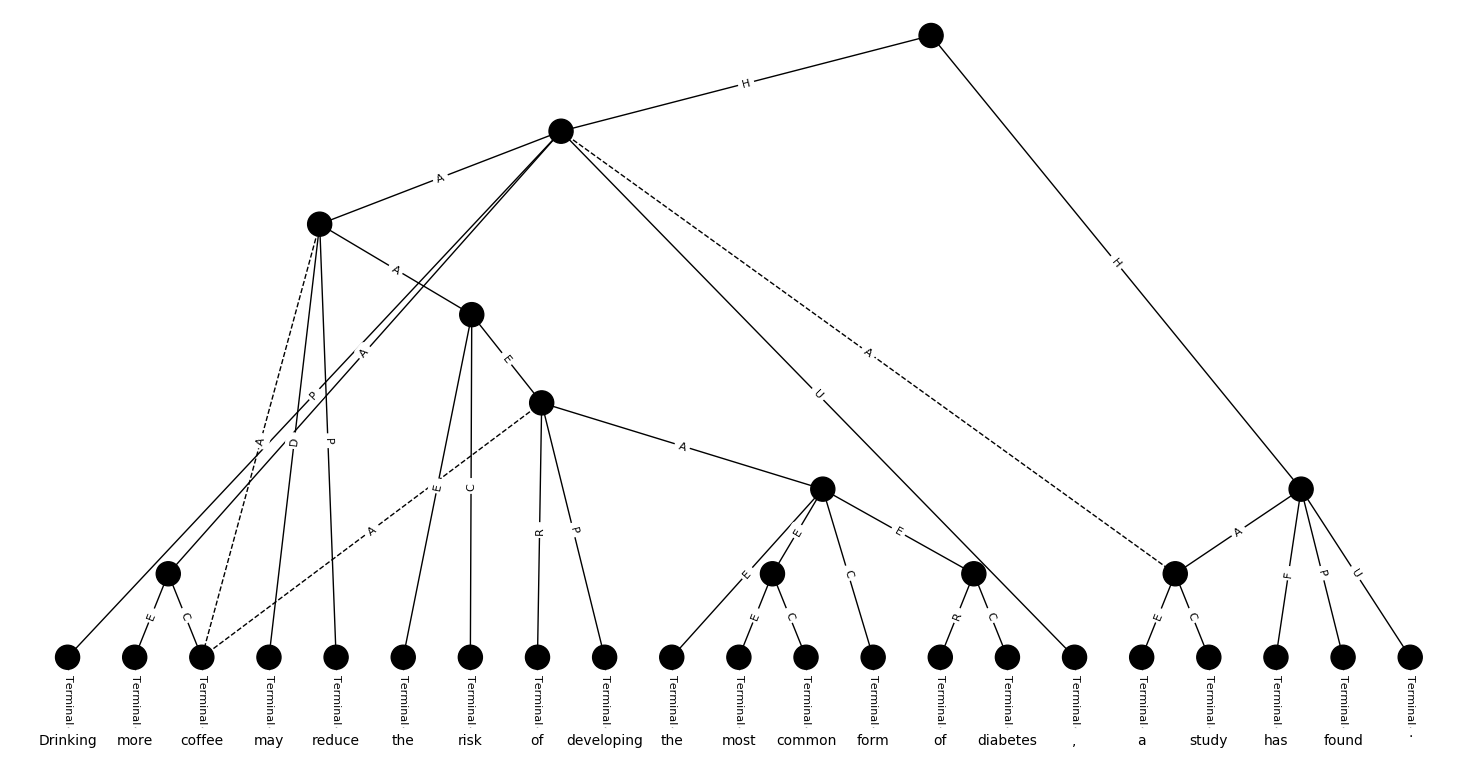 H
A
H
A
P
A
A
D
P
E
E
C
A
A
R
P
U
A
E
E
C
E
E
C
C
E
R
C
A
E
C
F
P
U
Terminal Terminal Terminal Terminal Terminal Terminal Terminal Terminal Terminal Terminal Terminal Terminal Terminal Terminal Terminal Terminal Terminal Terminal Terminal Terminal Terminal
Drinking more coffee may reduce the risk of developing the most common form of diabetes , a study has found .